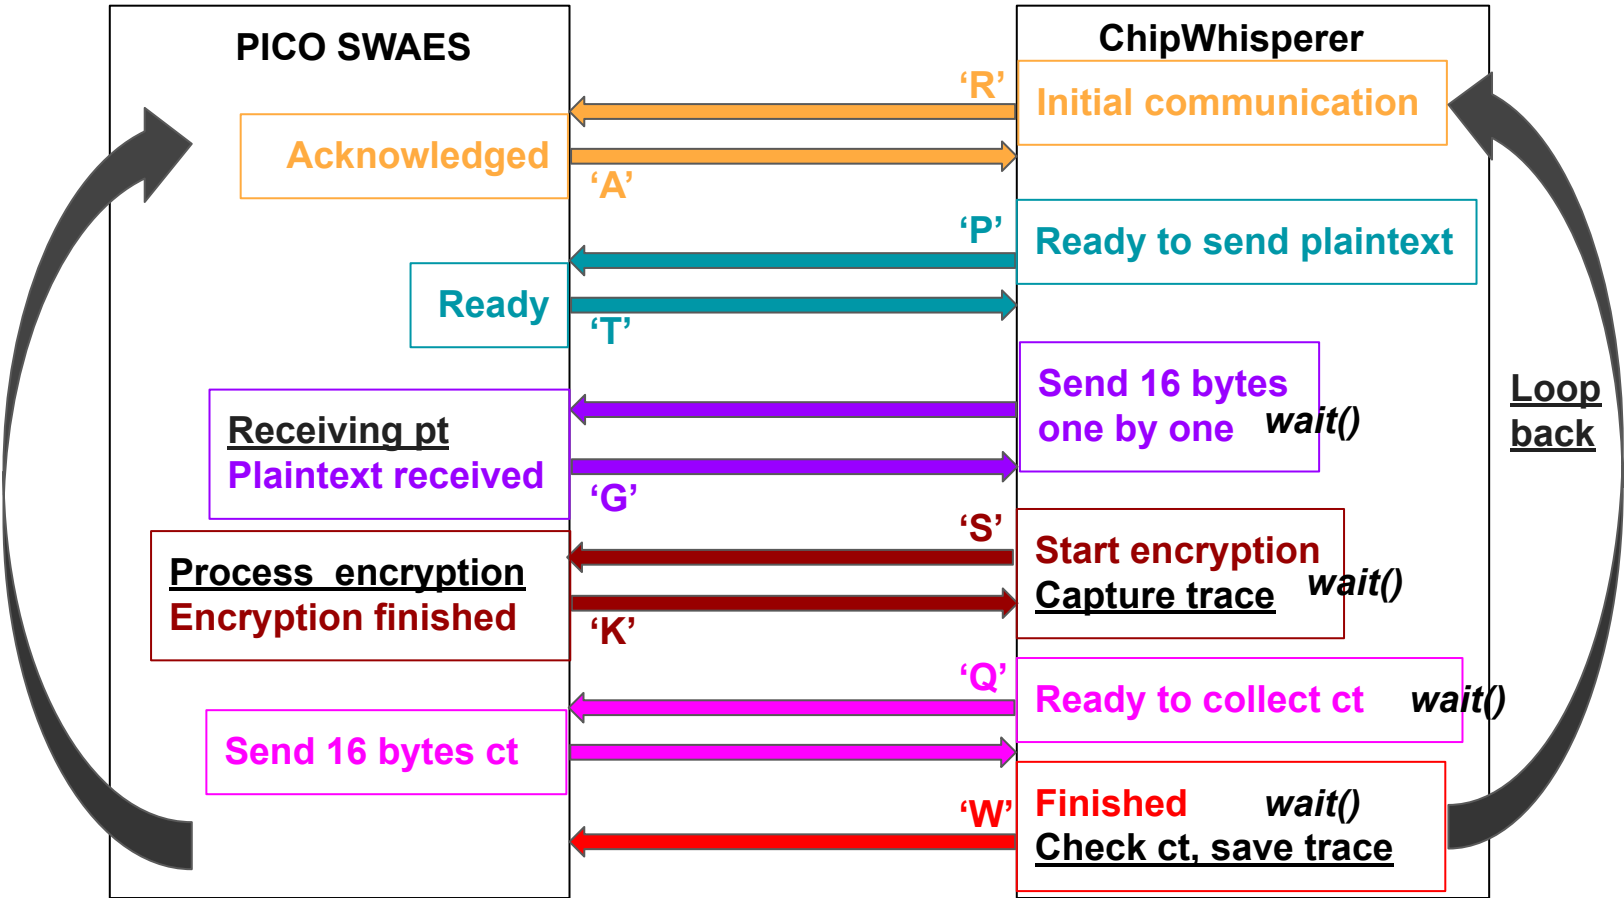 PICO SWAES
ChipWhisperer
‘R’
Initial communication
Acknowledged
‘A’
‘P’
Ready to send plaintext
Ready
‘T’
Send 16 bytes
one by one wait()
Loop
back
Receiving pt
Plaintext received
‘G’
‘S’
Start encryption
Capture trace wait()
Process encryption
Encryption finished
‘K’
‘Q’
Ready to collect ct wait()
Send 16 bytes ct
‘W’
Finished wait()
Check ct, save trace